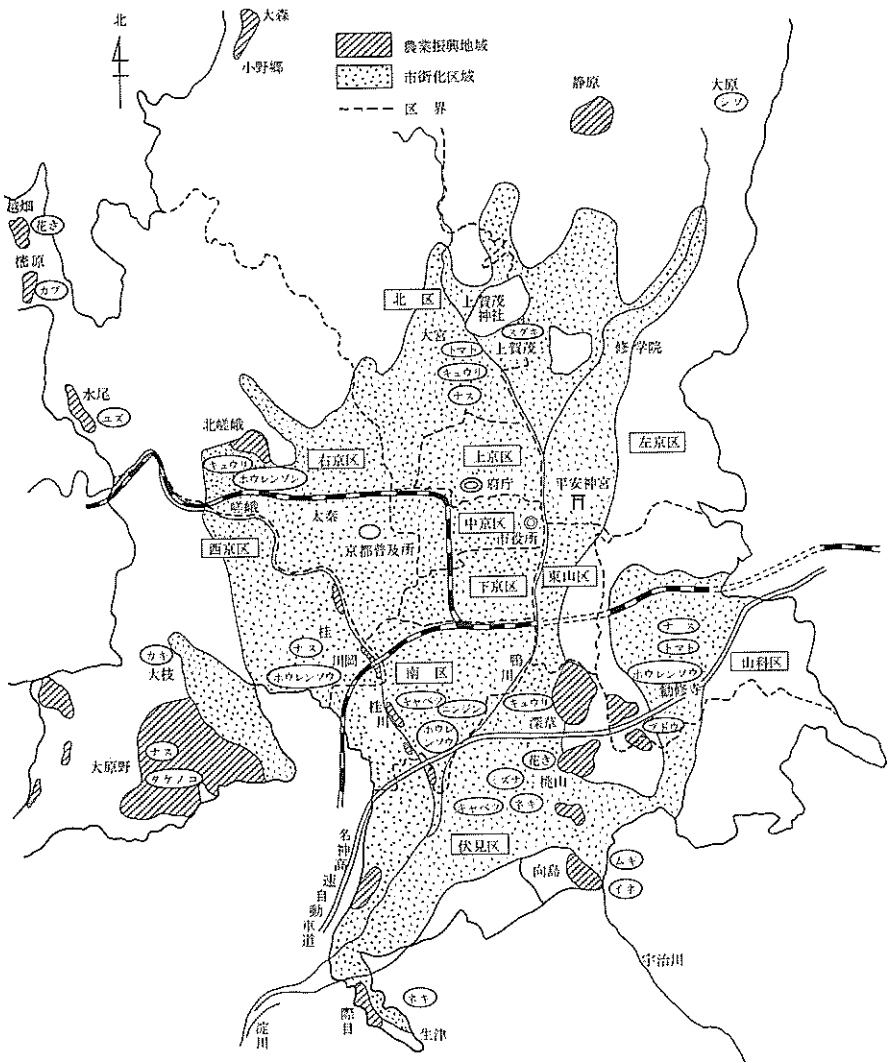 北
大森
小野郷
農業振興地域
市街化区域
区界
静原
大原
シソ
越畑
花き
樒原
カブ
水尾
ユズ
北区
上賀茂
神社
大宮
スグキ
上賀茂
トマト
キュウリ
ナス
修学院
北嵯峨
キュウリ
ホウレンソウ
右京区
上京区
府庁
左京区
平安神宮
嵯峨
太秦
京都普及所
中京区
市役所
西京区
下京区
東山区
桂
ナス
川岡
ホウレンソウ
カキ
大枝
南区
鴨川
ナス
トマト
ホウレンソウ
山科区
勧修寺
桂川
キャベツ
ニンジン
ホウレ
ンソウ
キュウリ
深草
ブドウ
大原野
ナス
タケノコ
花き
ミズナ
桃山
キャベツ
ネギ
伏見区
名神高速自動車道
向島
ムギ
イネ
宇治川
ネギ
淀川
際目
生津